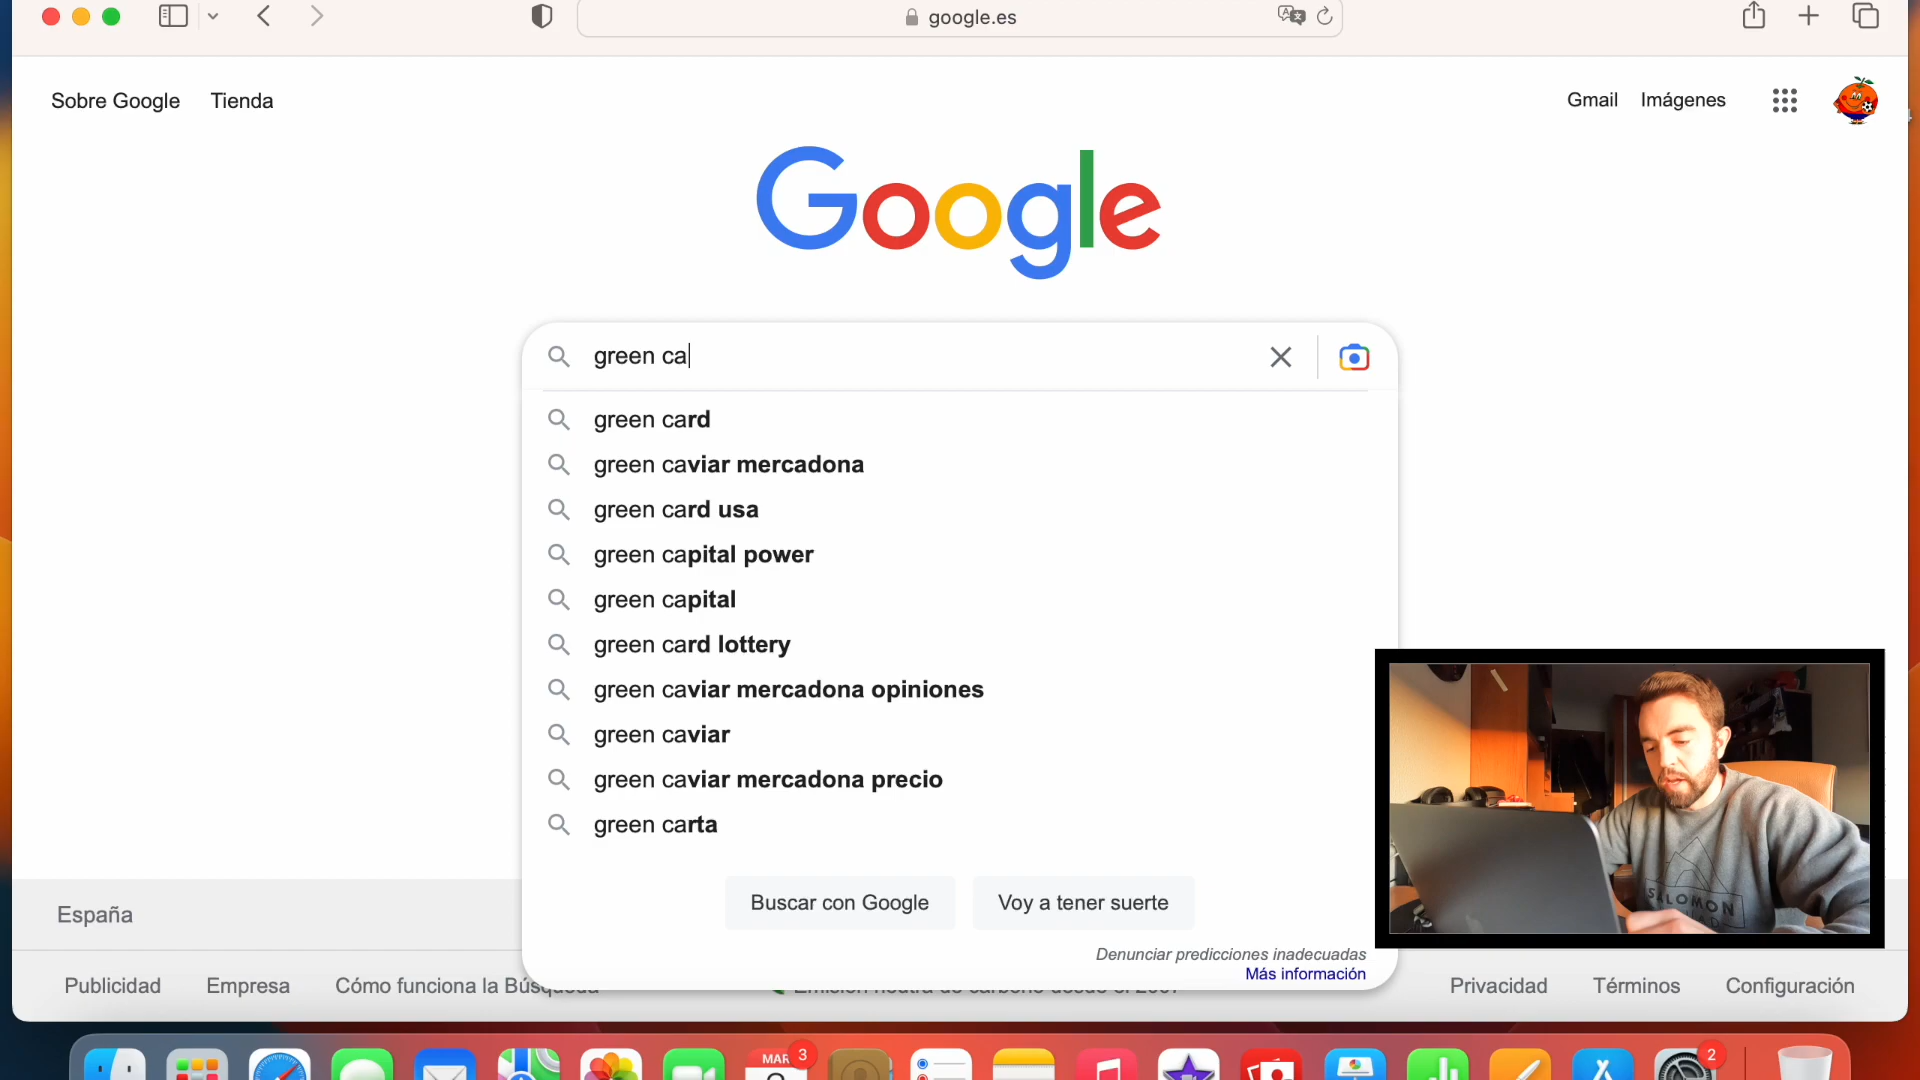 google.es
Sobre Google Tienda
Gmail Imágenes
Google
green ca
green card
green caviar mercadona
green card usa
green capital power
green capital
green card lottery
green caviar mercadona opiniones
green caviar
green caviar mercadona precio
green carta
Buscar con Google Voy a tener suerte
Denunciar predicciones inadecuadas
Más información
España
Publicidad Empresa Cómo funciona la Búsqueda
Privacidad Términos Configuración
SALOMON
MAR 3
2